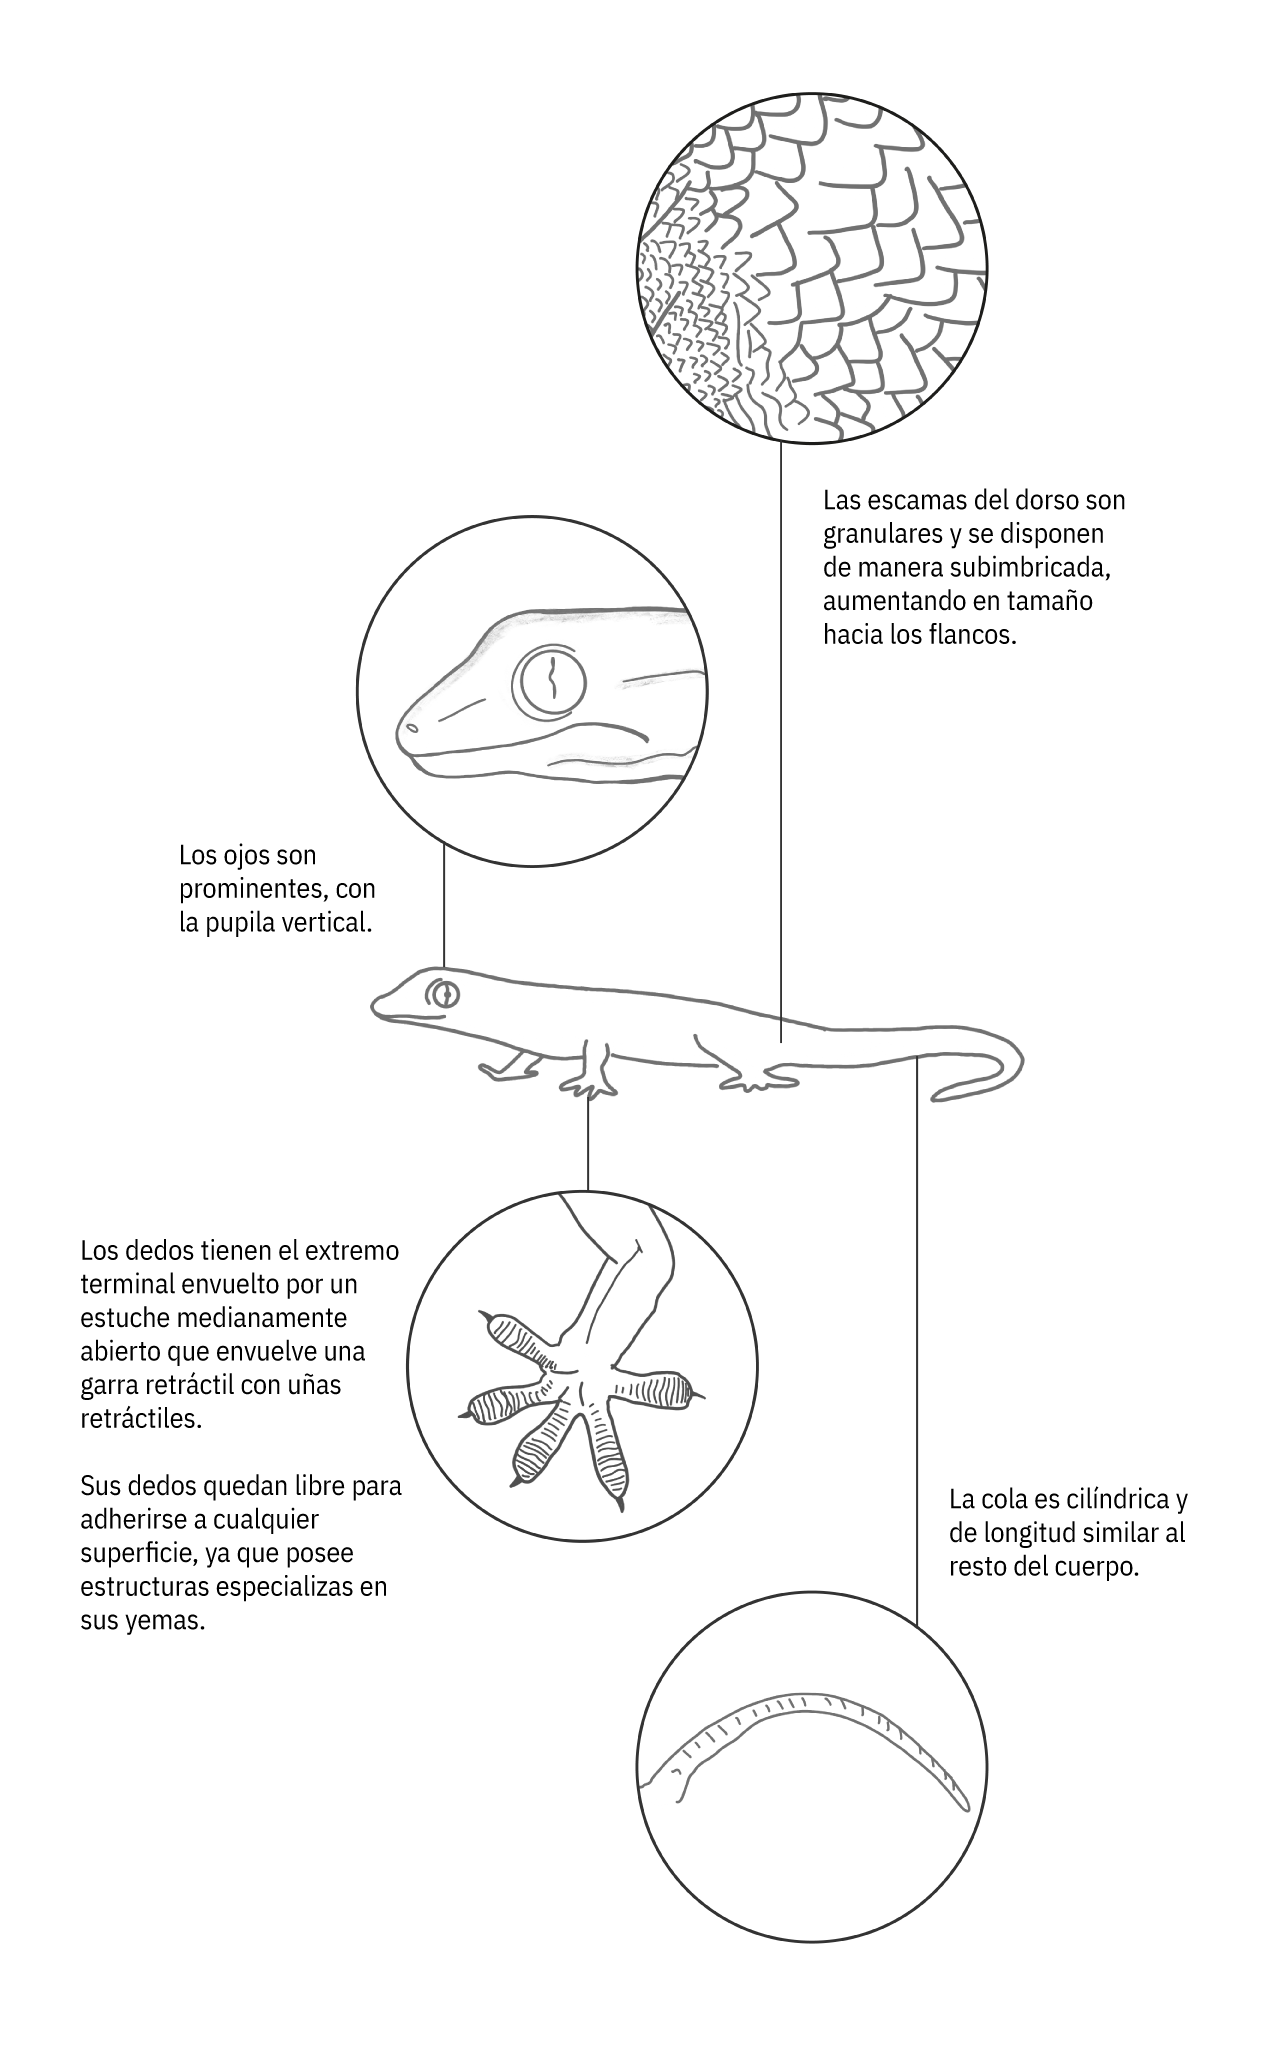 Las escamas del dorso son
granulares y se disponen
de manera subimbricada,
aumentando en tamaño
hacia los flancos.
Los ojos son
prominentes, con
la pupila vertical.
Los dedos tienen el extremo
terminal envuelto por un
estuche medianamente
abierto que envuelve una
garra retráctil con uñas
retráctiles.
Sus dedos quedan libre para
adherirse a cualquier
superficie, ya que posee
estructuras especializas en
sus yemas.
La cola es cilíndrica y
de longitud similar al
resto del cuerpo.